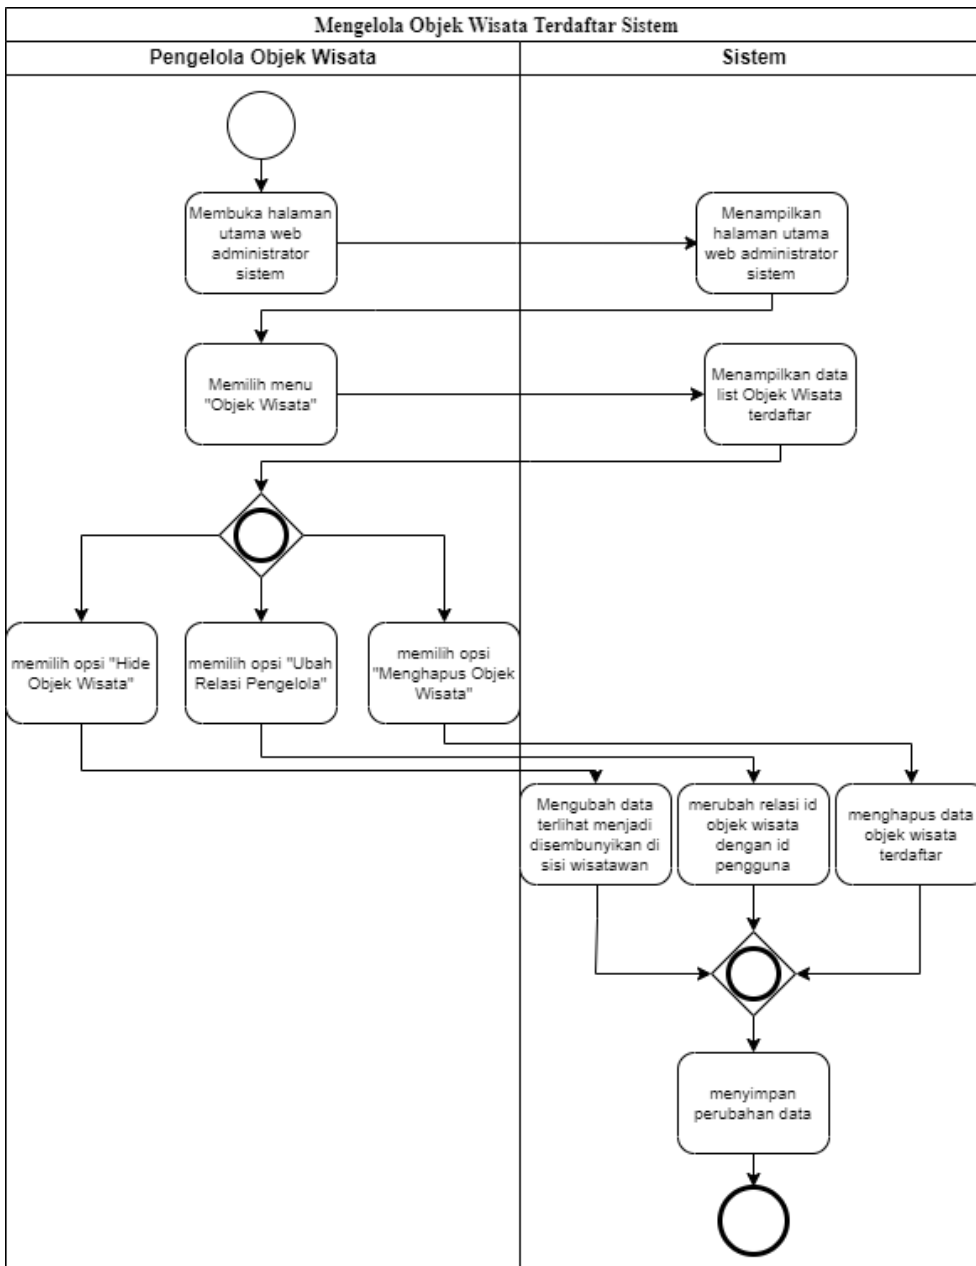 Mengelola Objek Wisata Terdaftar Sistem
Pengelola Objek Wisata
Sistem
Membuka halaman
utama web
administrator
sistem
Menampilkan
halaman utama
web administrator
sistem
Memilih menu
"Objek Wisata"
Menampilkan data
list Objek Wisata
terdaftar
memilih opsi "Hide
Objek Wisata"
memilih opsi "Ubah
Relasi Pengelola"
memilih opsi
"Menghapus Objek
Wisata"
Mengubah data
terlihat menjadi
disembunyikan di
sisi wisatawan
merubah relasi id
objek wisata
dengan id
pengguna
menghapus data
objek wisata
terdaftar
menyimpan
perubahan data